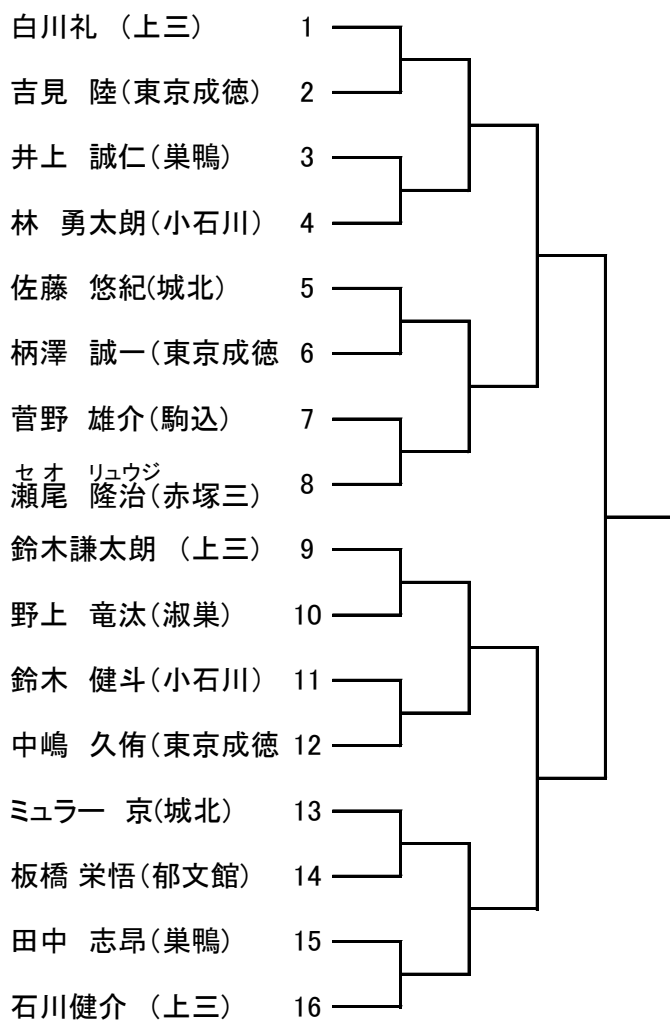 白川礼 （上三） 1
吉見 陸（東京成徳） 2
井上 誠仁（巣鴨） 3
林 勇太朗（小石川） 4
佐藤 悠紀(城北） 5
柄澤 誠一（東京成徳 6
菅野 雄介（駒込） 7
セオ リュウジ
瀬尾 隆治（赤塚三） 8
鈴木謙太朗 （上三） 9
野上 竜汰（淑巣） 10
鈴木 健斗（小石川） 11
中嶋 久侑（東京成徳 12
ミュラー 京(城北） 13
板橋 栄悟（郁文館） 14
田中 志昂（巣鴨） 15
石川健介 （上三） 16